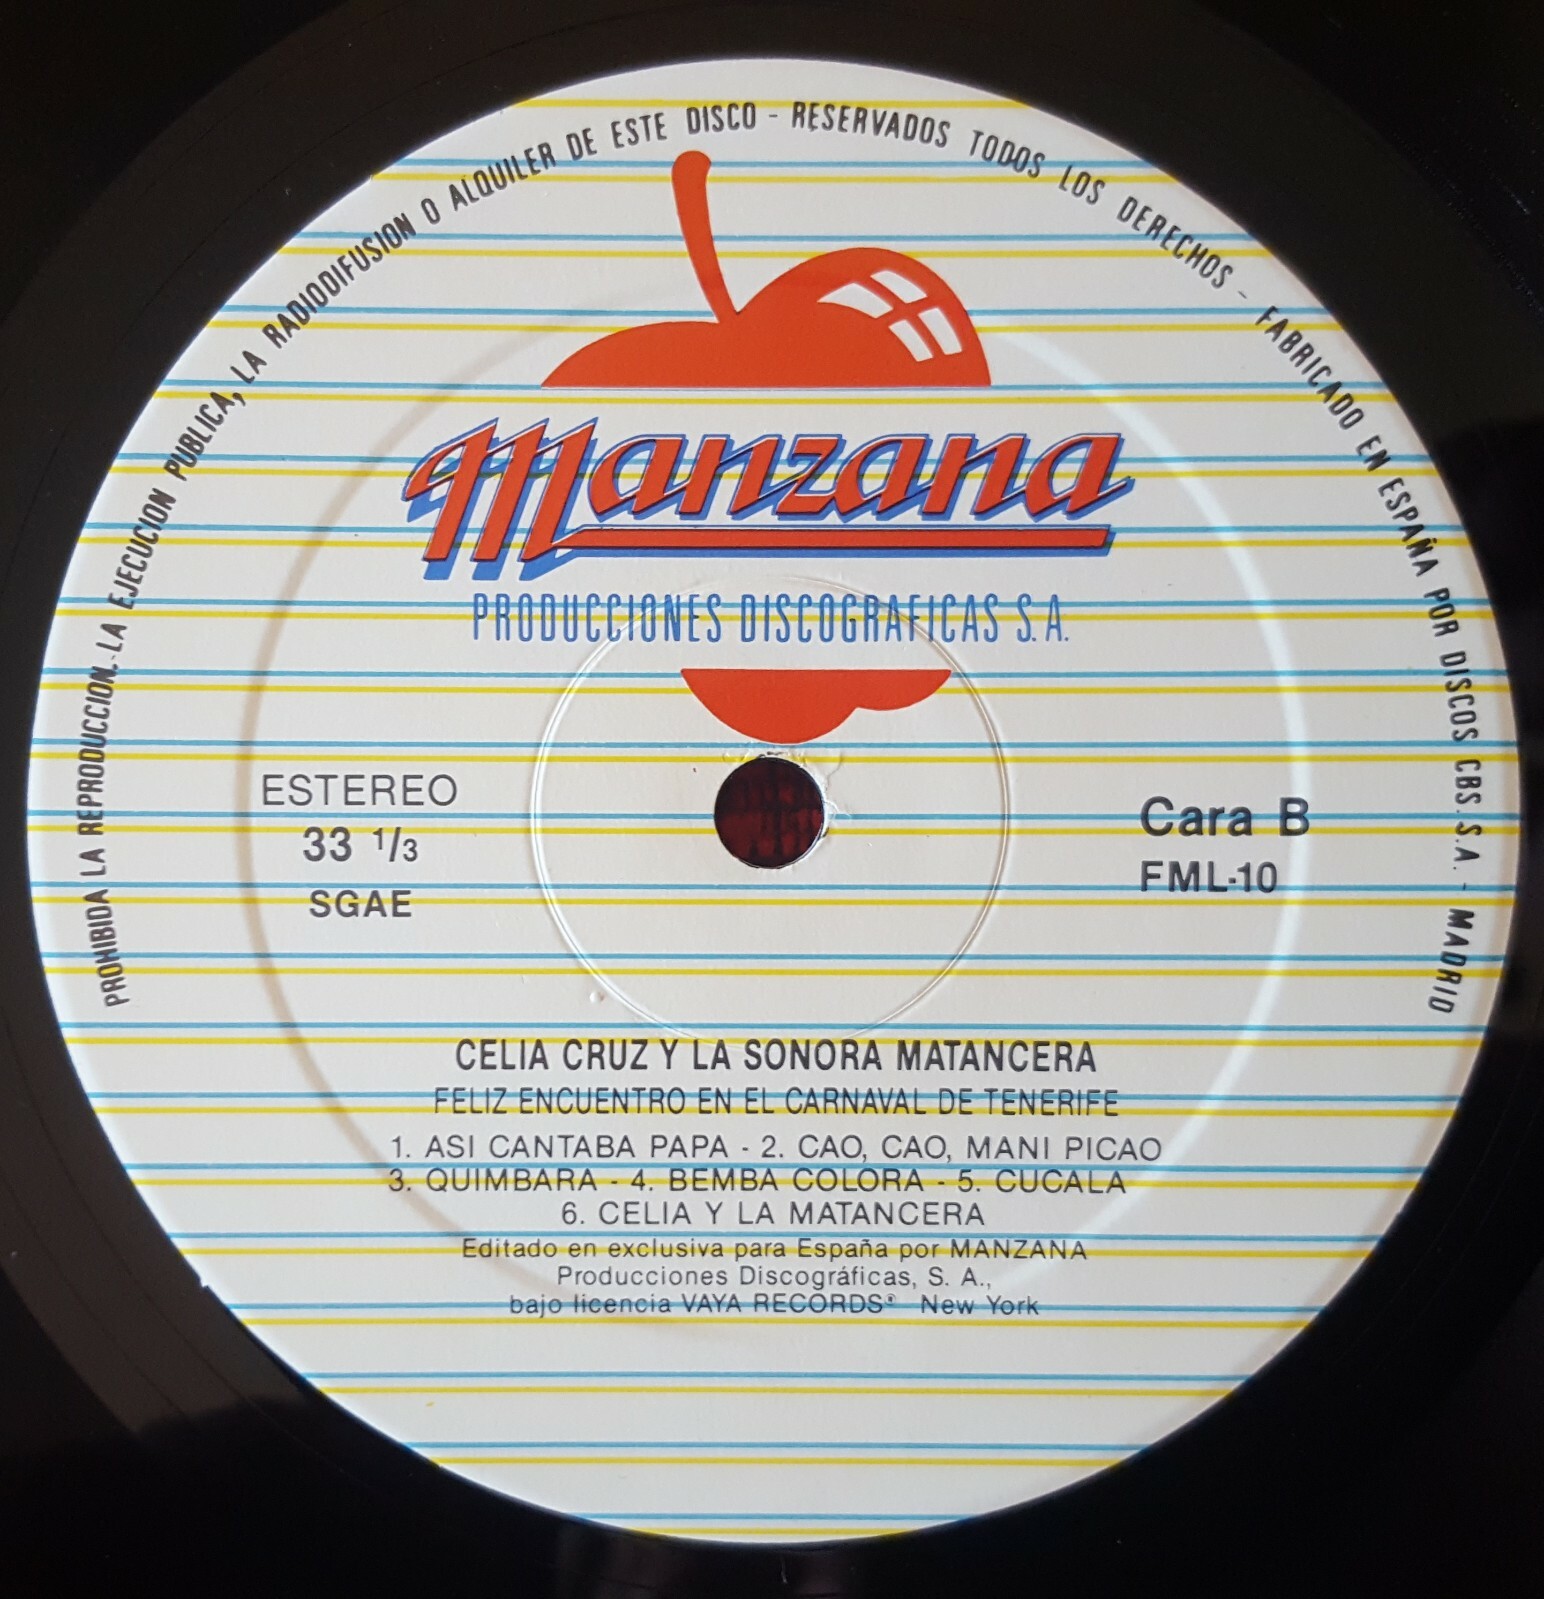 PROHIBIDA LA REPRODUCCION.-LA EJECUCION PUBLICA, LA RADIODIFUSION O ALQUILER DE ESTE DISCO - RESERVADOS TODOS LOS DERECHOS - FABRICADO EN ESPAÑA POR DISCOS CBS. S.A. - MADRID
Manzana
PRODUCCIONES DISCOGRAFICAS S.A.
ESTEREO
33 1/3
SGAE
Cara B
FML-10
CELIA CRUZ Y LA SONORA MATANCERA
FELIZ ENCUENTRO EN EL CARNAVAL DE TENERIFE
1. ASI CANTABA PAPA - 2. CAO, CAO, MANI PICAO
3. QUIMBARA - 4. BEMBA COLORA - 5. CUCALA
6. CELIA Y LA MATANCERA
Editado en exclusiva para España por MANZANA
Producciones Discográficas, S. A.,
bajo licencia VAYA RECORDS® New York